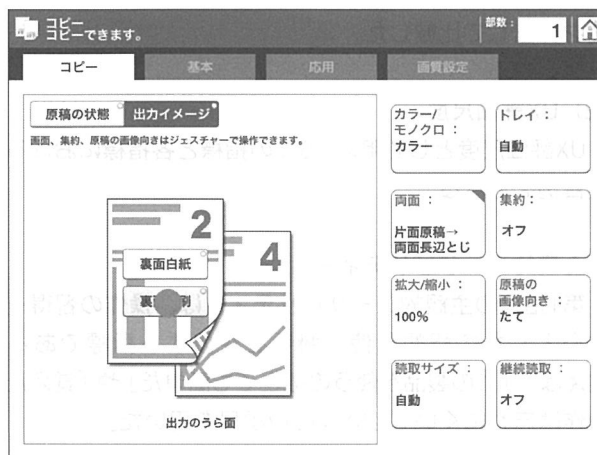 コピー
コピーできます。
部数：
1
コピー
基本
応用
画質設定
原稿の状態
出力イメージ
画面、集約、原稿の画像向きはジェスチャーで操作できます。
2
4
裏面白紙
出力のうら面
カラー/
モノクロ：
カラー
トレイ：
自動
両面：
片面原稿→
両面長辺とじ
集約：
オフ
拡大/縮小：
100%
原稿の
画像向き：
たて
読取サイズ：
自動
継続読取：
オフ